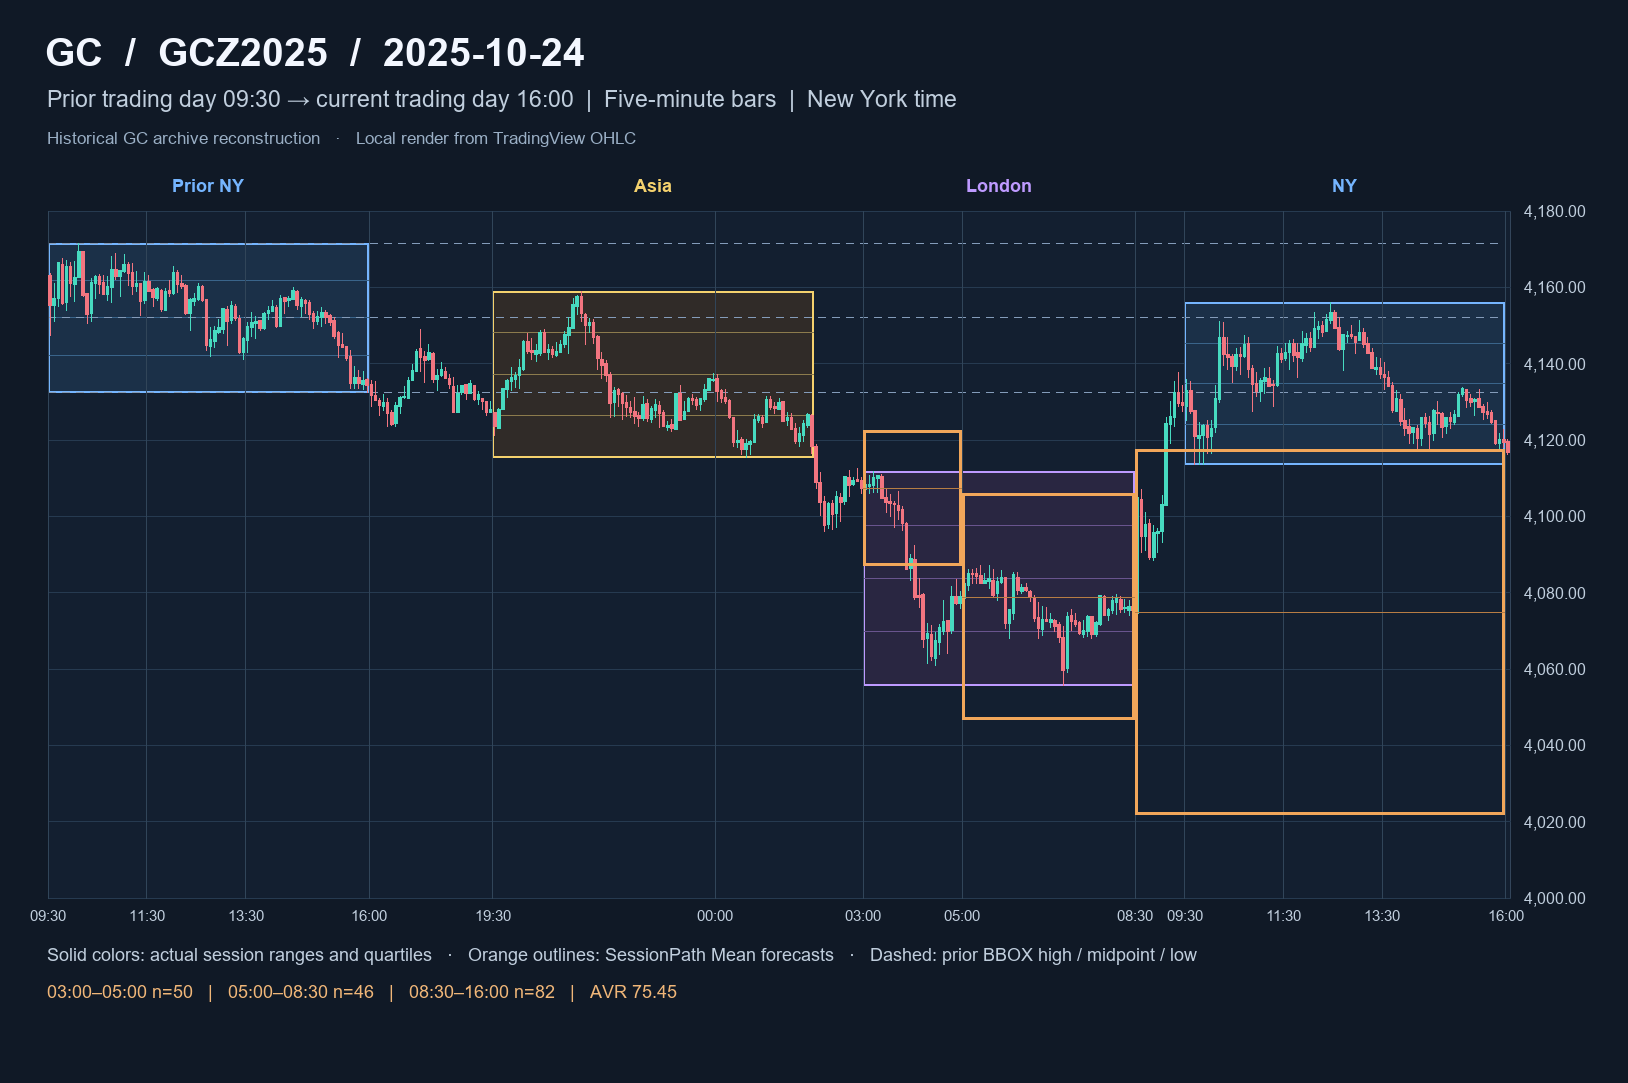 GC / GCZ2025 / 2025-10-24
Prior trading day 09:30 → current trading day 16:00 | Five-minute bars | New York time
Historical GC archive reconstruction · Local render from TradingView OHLC
Prior NY Asia London NY
4,180.00
4,160.00
4,140.00
4,120.00
4,100.00
4,080.00
4,060.00
4,040.00
4,020.00
4,000.00
09:30 11:30 13:30 16:00 19:30 00:00 03:00 05:00 08:30 09:30 11:30 13:30 16:00
Solid colors: actual session ranges and quartiles · Orange outlines: SessionPath Mean forecasts · Dashed: prior BBOX high / midpoint / low
03:00–05:00 n=50 | 05:00–08:30 n=46 | 08:30–16:00 n=82 | AVR 75.45